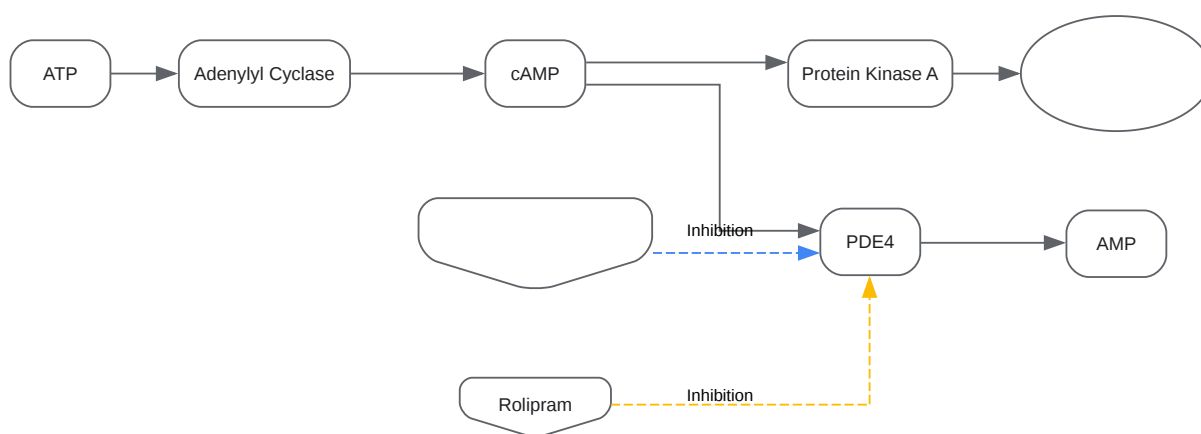 ATP
Adenylyl Cyclase
cAMP
Protein Kinase A
Inhibition
PDE4
AMP
Rolipram
Inhibition